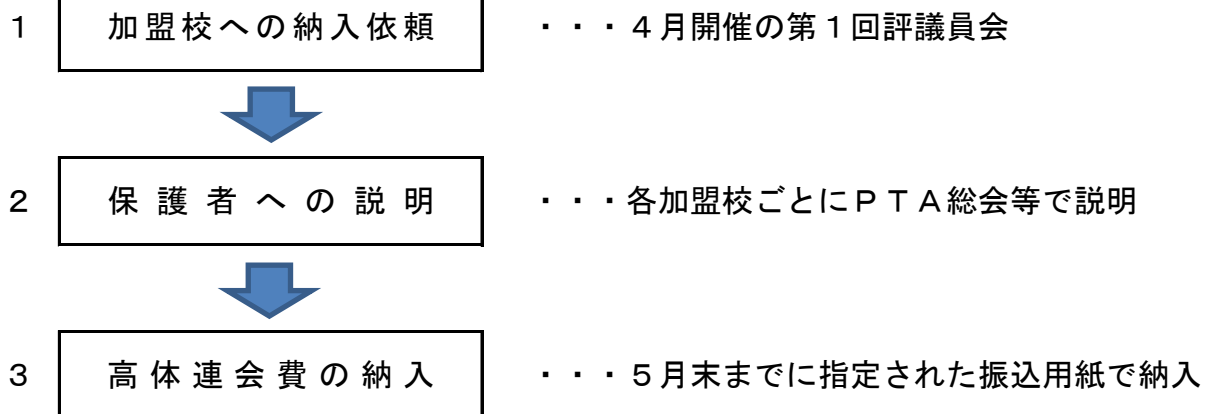 １ 加盟校への納入依頼 ・・・４月開催の第１回評議員会
２ 保護者への説明 ・・・各加盟校ごとにＰＴＡ総会等で説明
３ 高体連会費の納入 ・・・５月末までに指定された振込用紙で納入